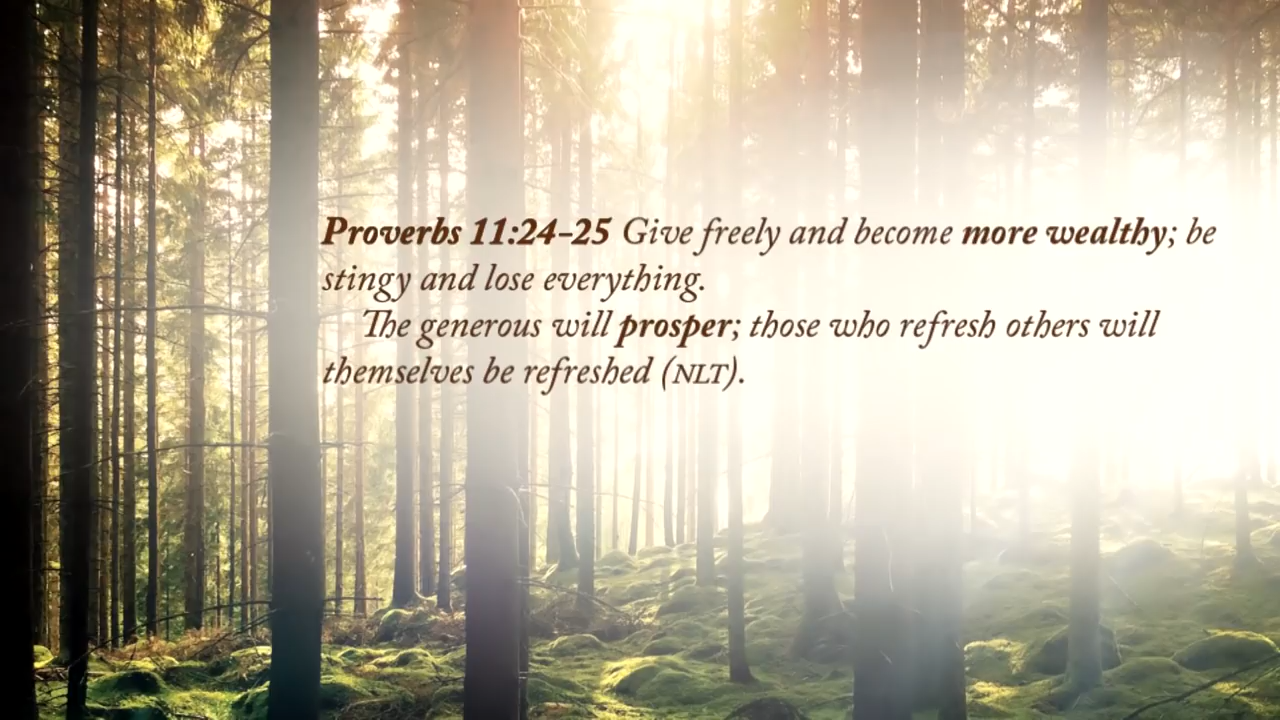 Proverbs 11:24–25 Give freely and become more wealthy; be
stingy and lose everything.
The generous will prosper; those who refresh others will
themselves be refreshed (NLT).